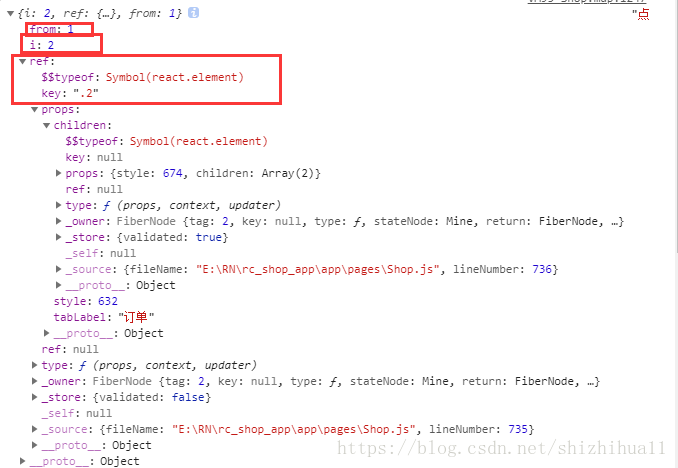 {i: 2, ref: {…}, from: 1} i
"点
from: 1
i: 2
ref:
$$typeof: Symbol(react.element)
key: ".2"
props:
children:
$$typeof: Symbol(react.element)
key: null
props: {style: 674, children: Array(2)}
ref: null
type: ƒ (props, context, updater)
_owner: FiberNode {tag: 2, key: null, type: ƒ, stateNode: Mine, return: FiberNode, …}
_store: {validated: true}
_self: null
_source: {fileName: "E:\RN\rc_shop_app\app\pages\Shop.js", lineNumber: 736}
__proto__: Object
style: 632
tabLabel: "订单"
__proto__: Object
ref: null
type: ƒ (props, context, updater)
_owner: FiberNode {tag: 2, key: null, type: ƒ, stateNode: Mine, return: FiberNode, …}
_store: {validated: false}
_self: null
_source: {fileName: "E:\RN\rc_shop_app\app\pages\Shop.js", lineNumber: 735}
__proto__: Object
__proto__: Object
https://blog.csdn.net/shizhihua11